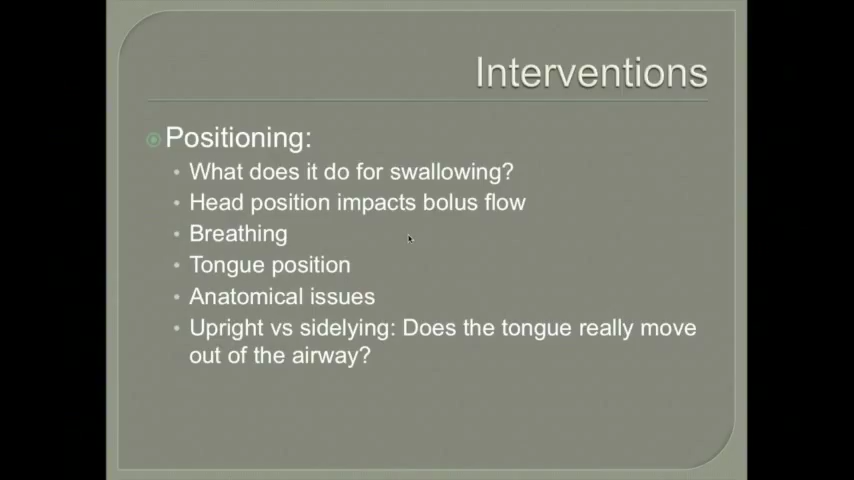 Interventions
Positioning:
What does it do for swallowing?
Head position impacts bolus flow
Breathing
Tongue position
Anatomical issues
Upright vs sidelying: Does the tongue really move
out of the airway?